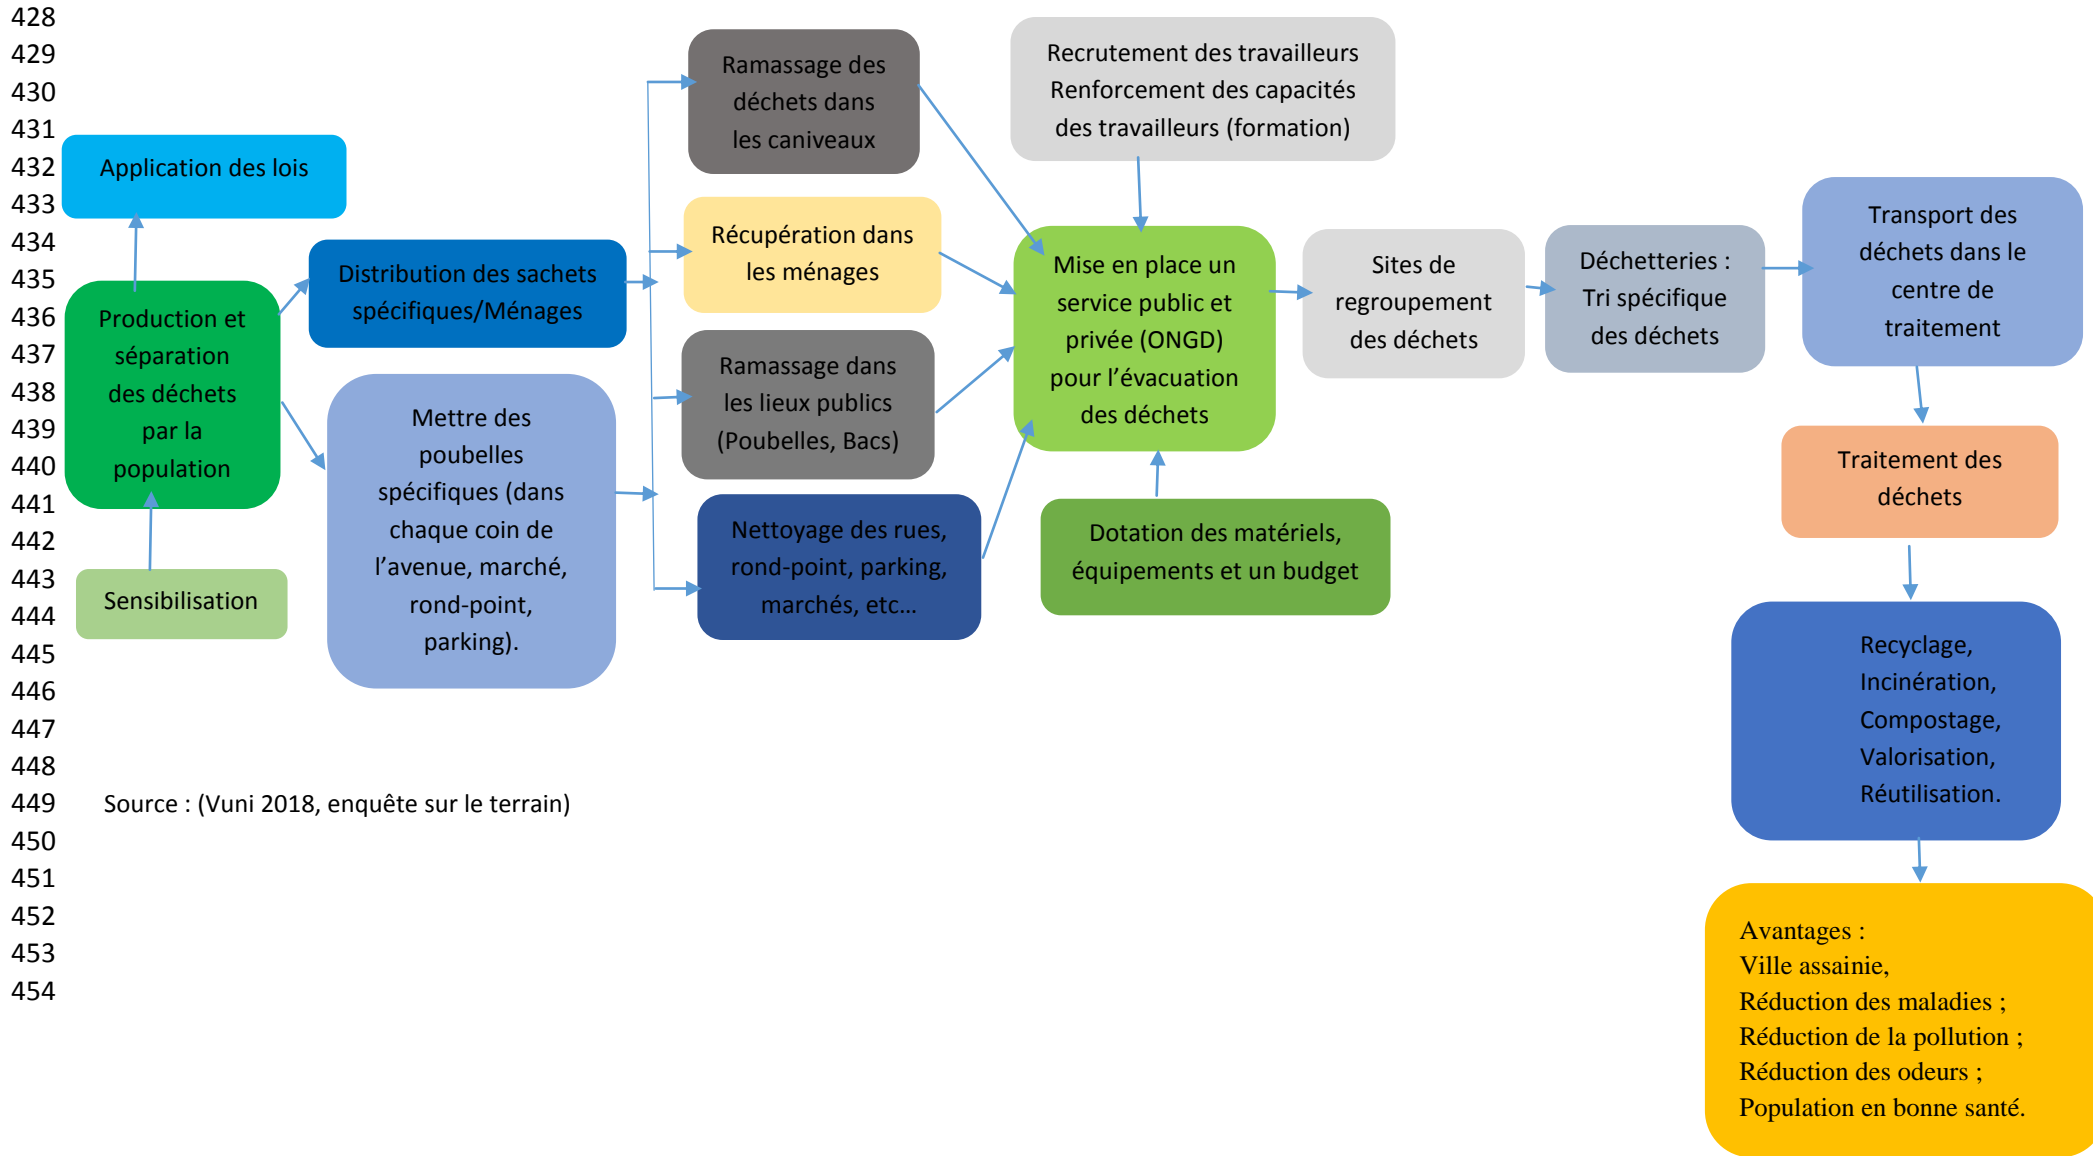 428
429
430
431
432
433
434
435
436
437
438
439
440
441
442
443
444
445
446
447
448
449
450
451
452
453
454
Application des lois
Production et
séparation
des déchets
par la
population
Sensibilisation
Distribution des sachets
spécifiques/Ménages
Mettre des
poubelles
spécifiques (dans
chaque coin de
l’avenue, marché,
rond-point,
parking).
Ramassage des
déchets dans
les caniveaux
Récupération dans
les ménages
Ramassage dans
les lieux publics
(Poubelles, Bacs)
Nettoyage des rues,
rond-point, parking,
marchés, etc…
Recrutement des travailleurs
Renforcement des capacités
des travailleurs (formation)
Mise en place un
service public et
privée (ONGD)
pour l’évacuation
des déchets
Dotation des matériels,
équipements et un budget
Sites de
regroupement
des déchets
Déchetteries :
Tri spécifique
des déchets
Transport des
déchets dans le
centre de
traitement
Traitement des
déchets
Recyclage,
Incinération,
Compostage,
Valorisation,
Réutilisation.
Avantages :
Ville assainie,
Réduction des maladies ;
Réduction de la pollution ;
Réduction des odeurs ;
Population en bonne santé.
Source : (Vuni 2018, enquête sur le terrain)